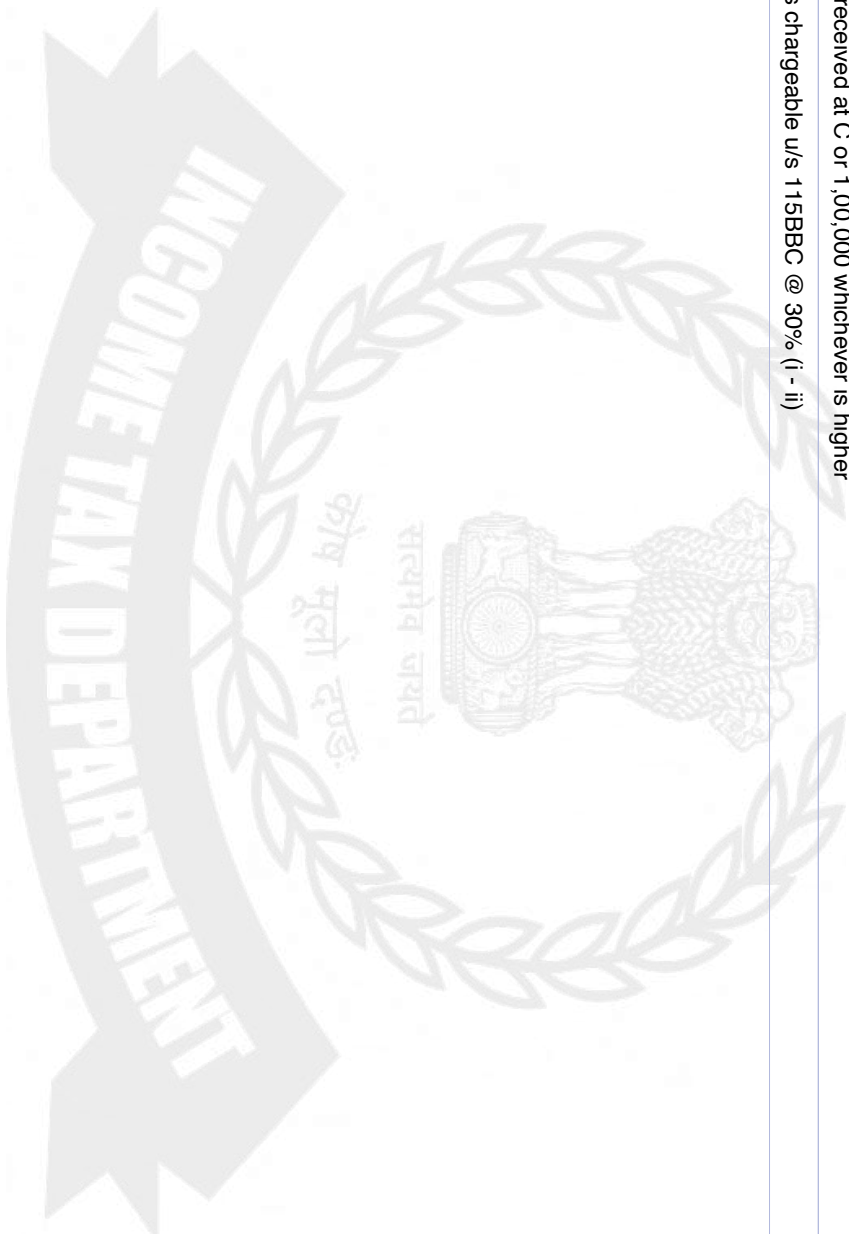 received at C or 1,00,000 whichever is higher
s chargeable u/s 115BBC @ 30% (i - ii)
सत्यमेव जयते
कोष मूलो दण्डः
INCOME TAX DEPARTMENT